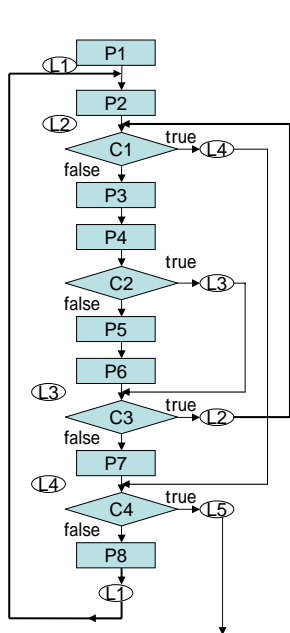 P1
L1
P2
L2
true
C1
L4
false
P3
P4
true
C2
L3
false
P5
P6
L3
true
C3
L2
false
P7
L4
true
C4
L5
false
P8
L1